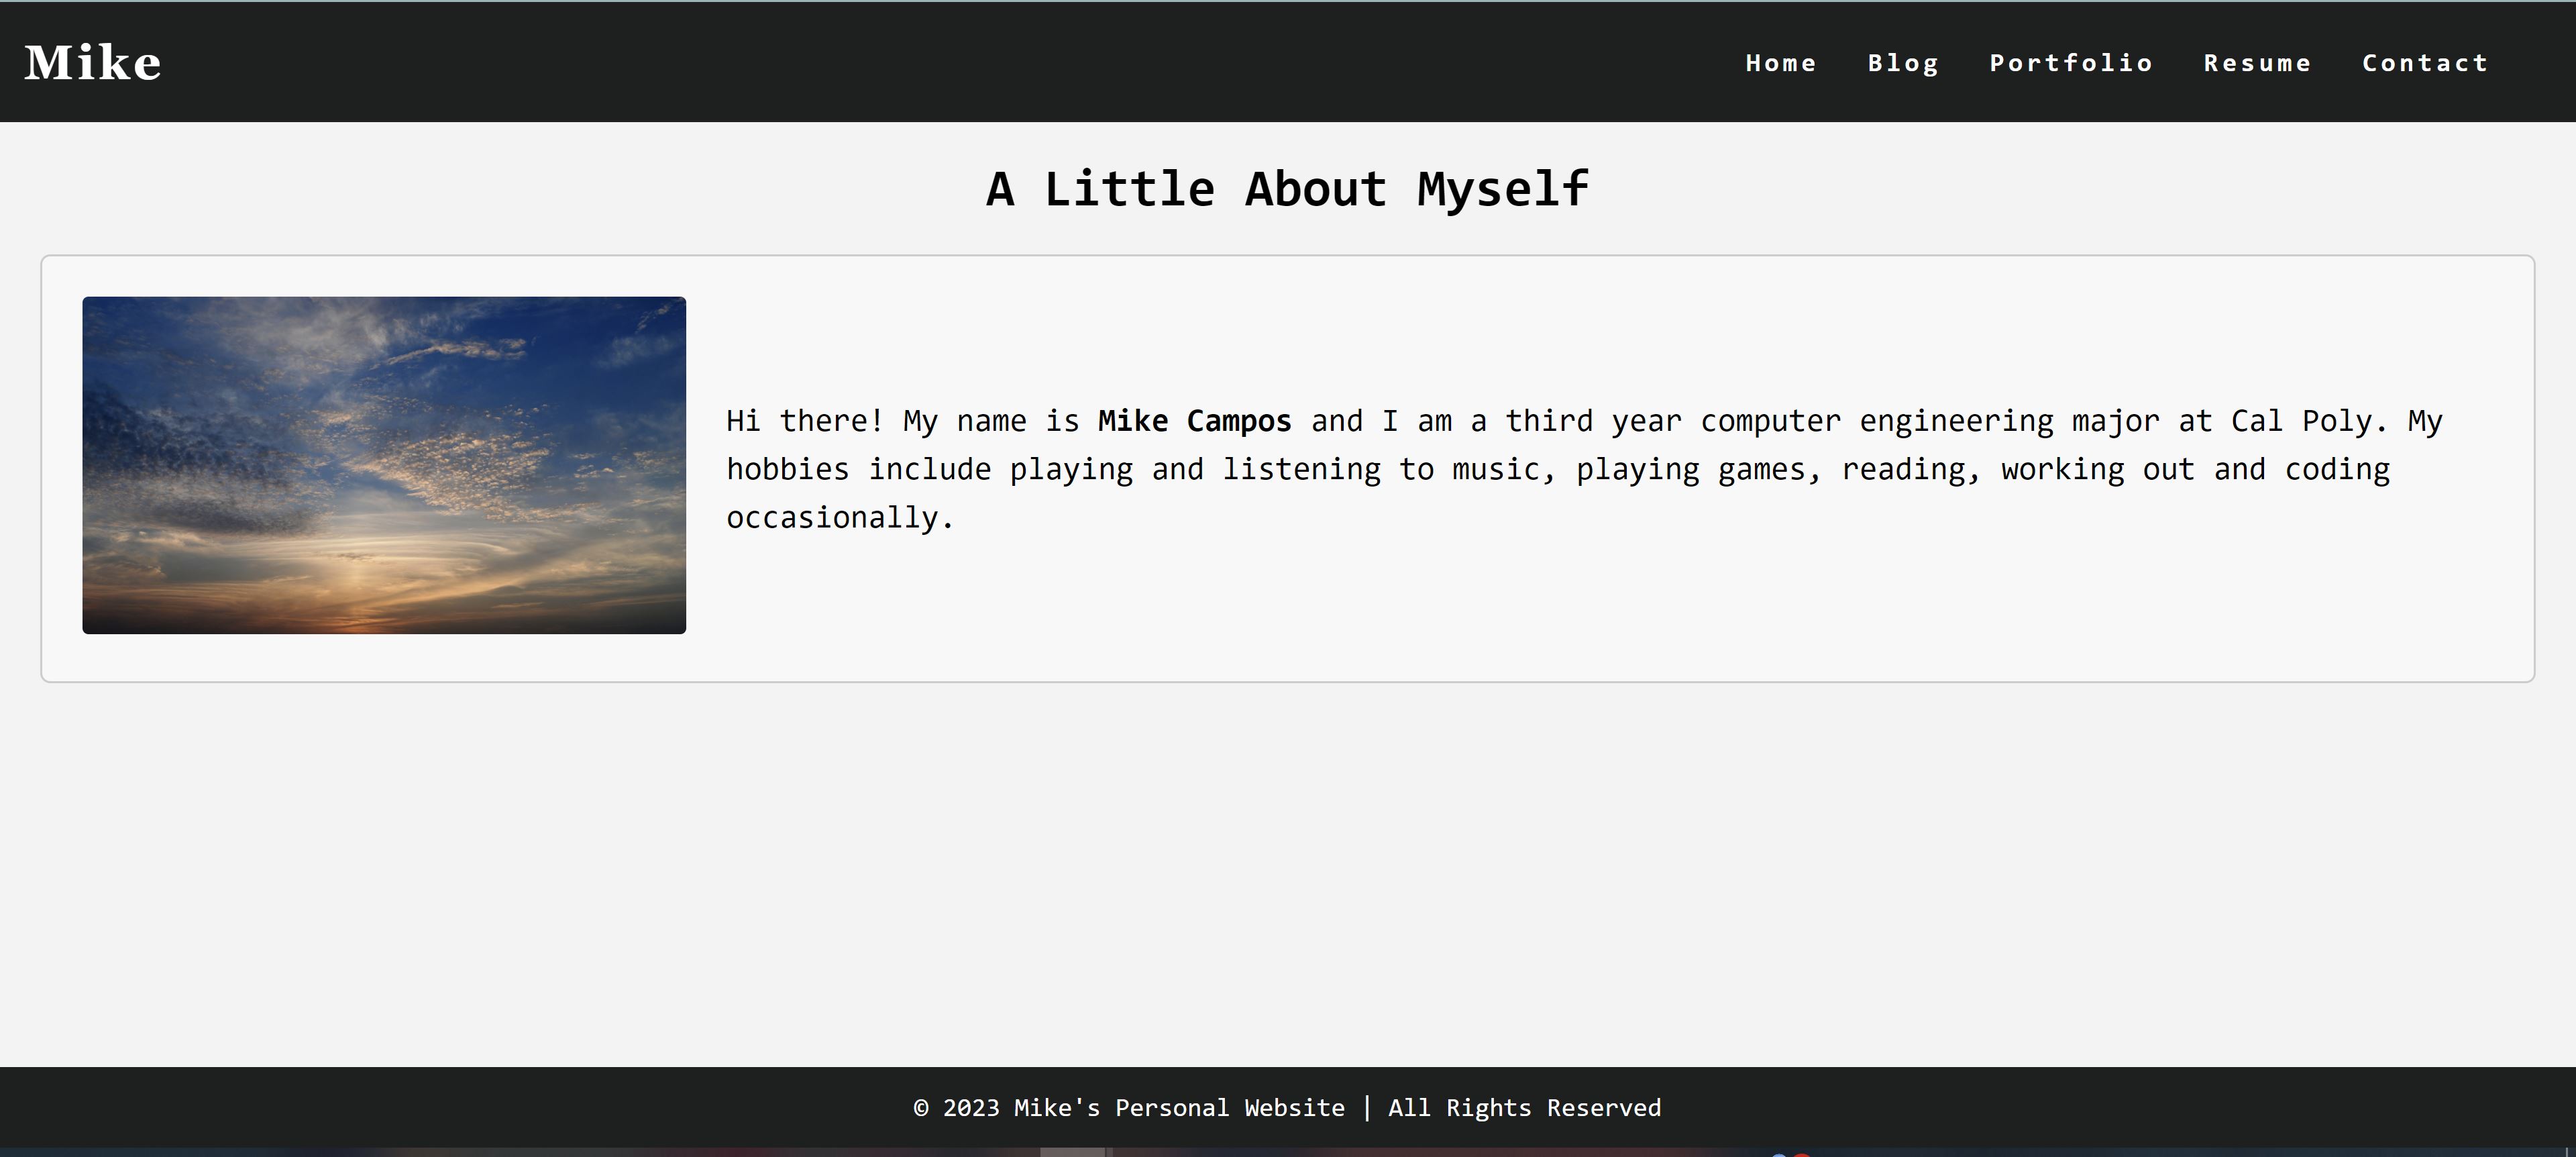 Mike
Home Blog Portfolio Resume Contact
A Little About Myself
Hi there! My name is Mike Campos and I am a third year computer engineering major at Cal Poly. My
hobbies include playing and listening to music, playing games, reading, working out and coding
occasionally.
© 2023 Mike's Personal Website | All Rights Reserved